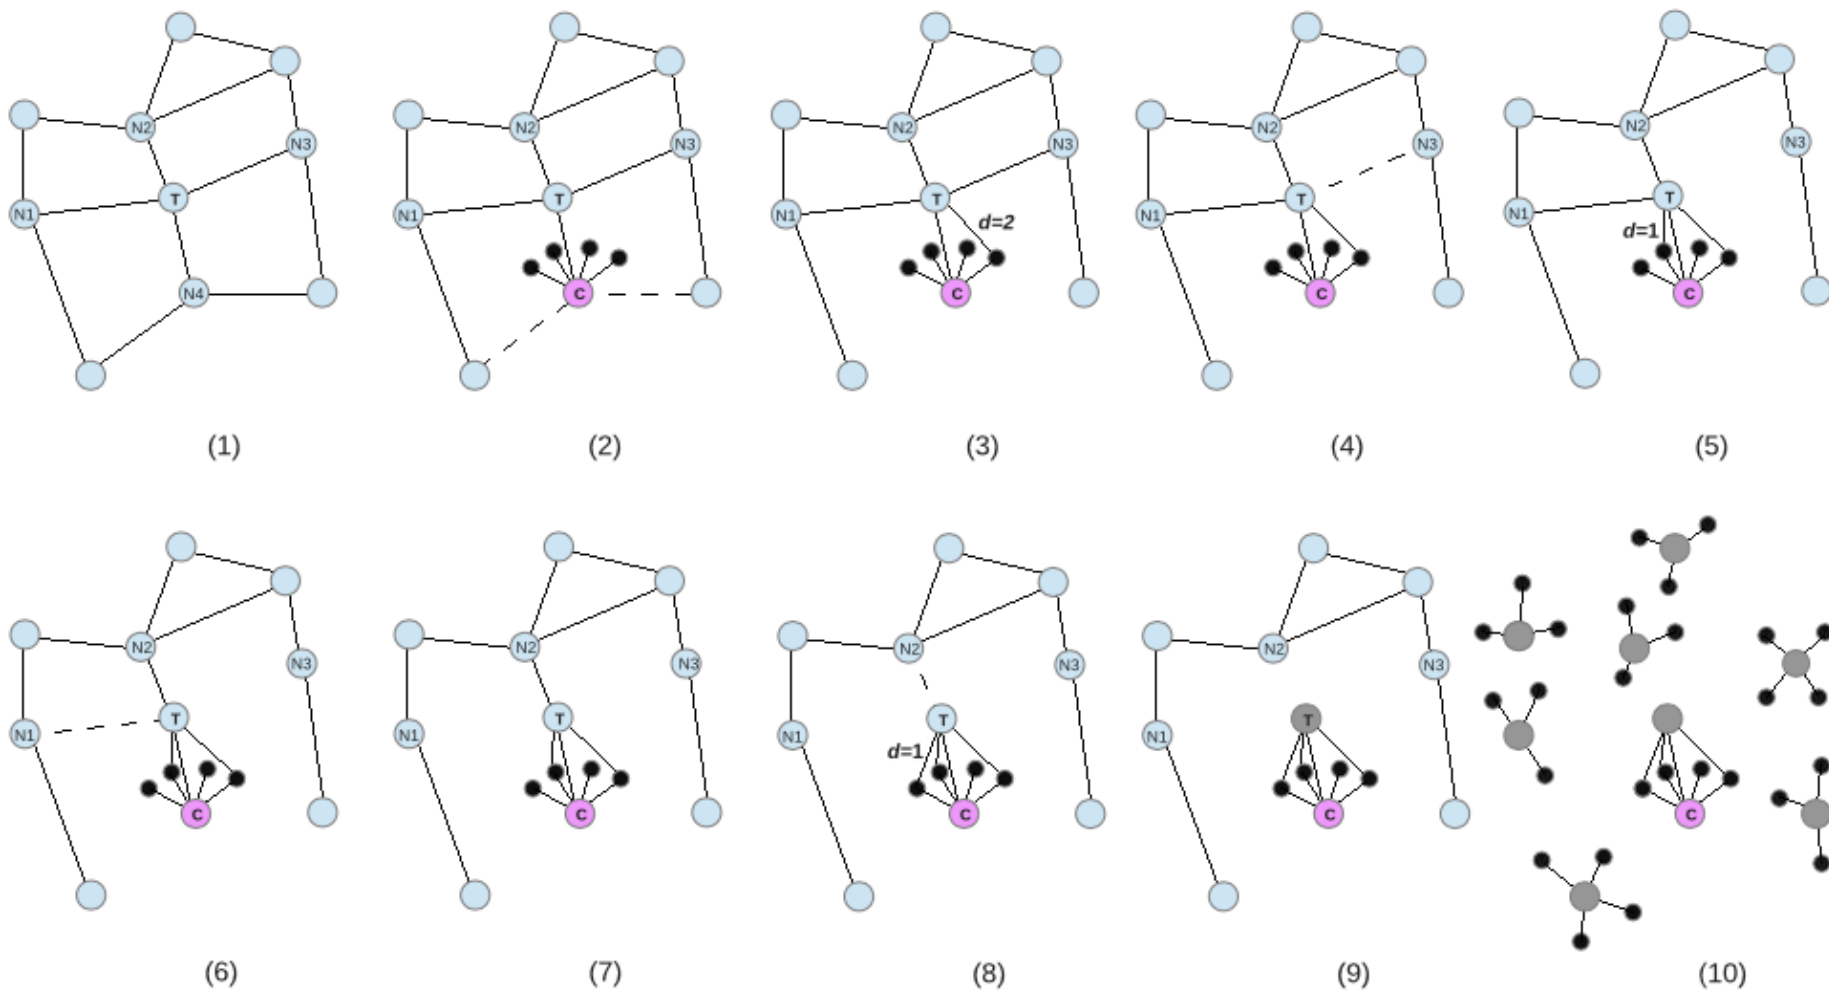 N2
N3
T
N1
N4
(1)
N2
N3
T
N1
C
(2)
N2
N3
T
N1
d=2
C
(3)
N2
N3
T
N1
C
(4)
N2
N3
T
N1
d=1
C
(5)
N2
N3
T
N1
C
(6)
N2
N3
T
N1
C
(7)
N2
N3
T
N1
d=1
C
(8)
N2
N3
T
N1
C
(9)
C
(10)